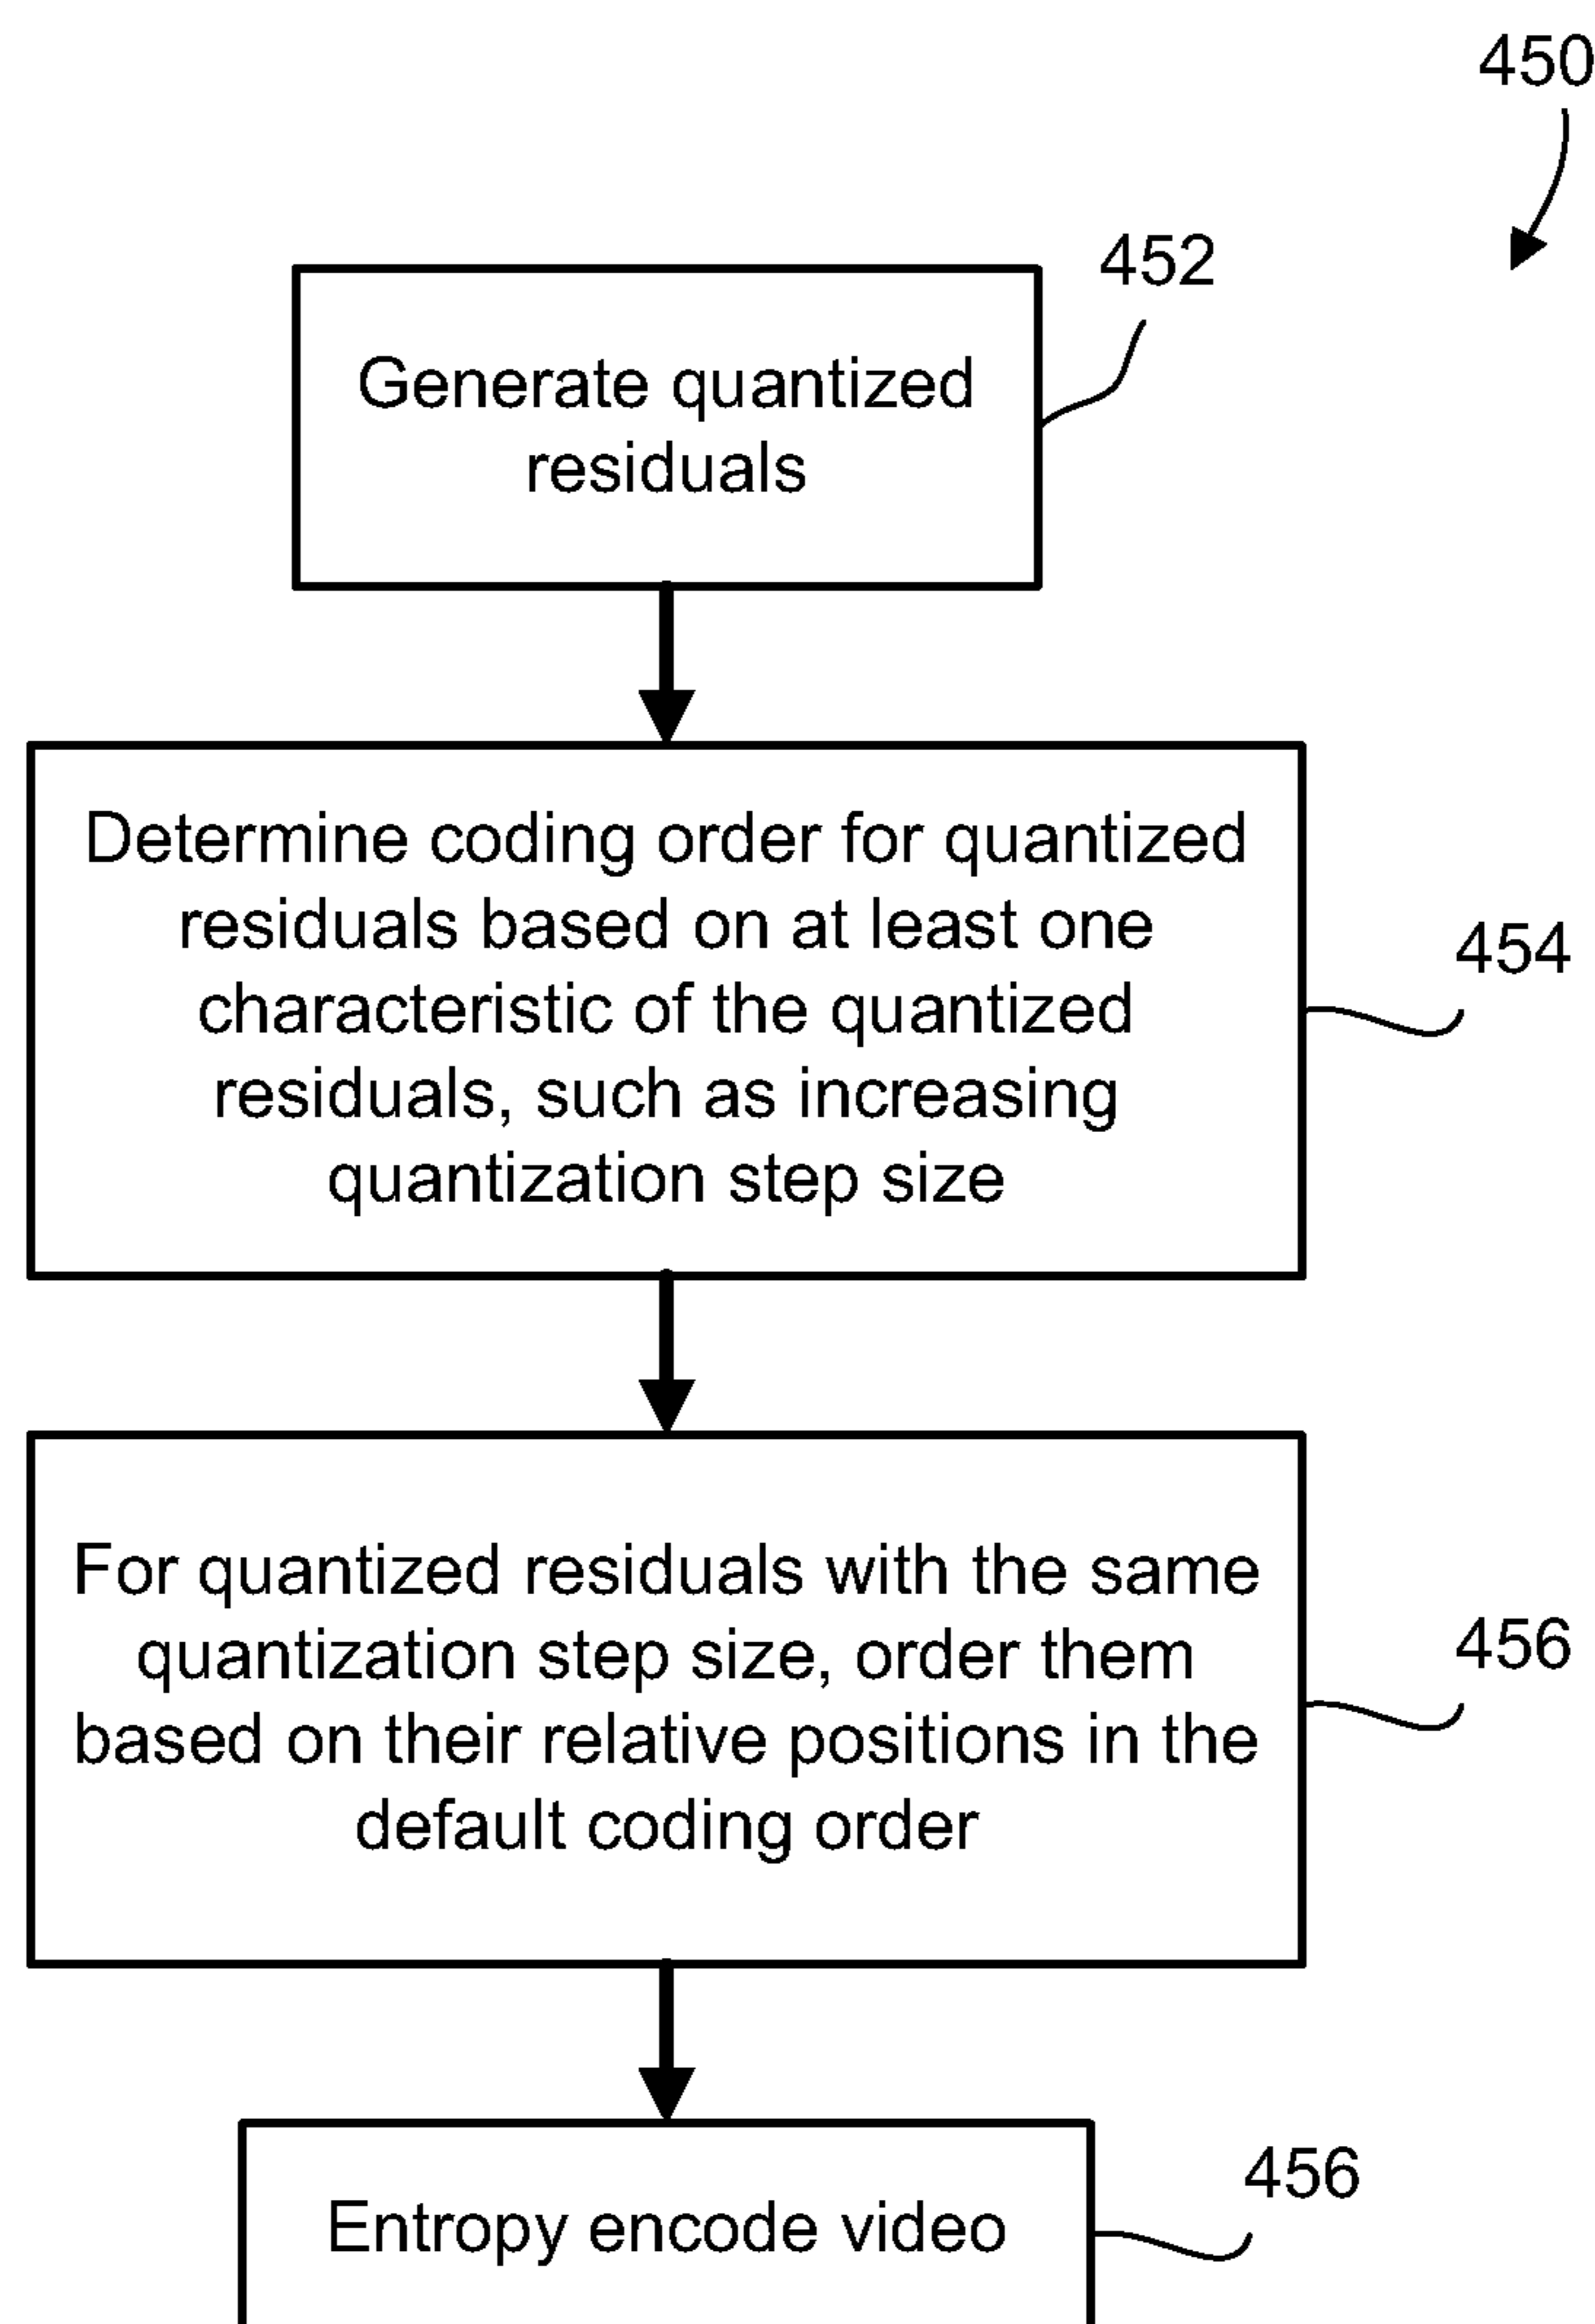 450
452
Generate quantized
residuals
Determine coding order for quantized
residuals based on at least one
characteristic of the quantized
residuals, such as increasing
quantization step size
454
For quantized residuals with the same
quantization step size, order them
based on their relative positions in the
default coding order
456
Entropy encode video
456